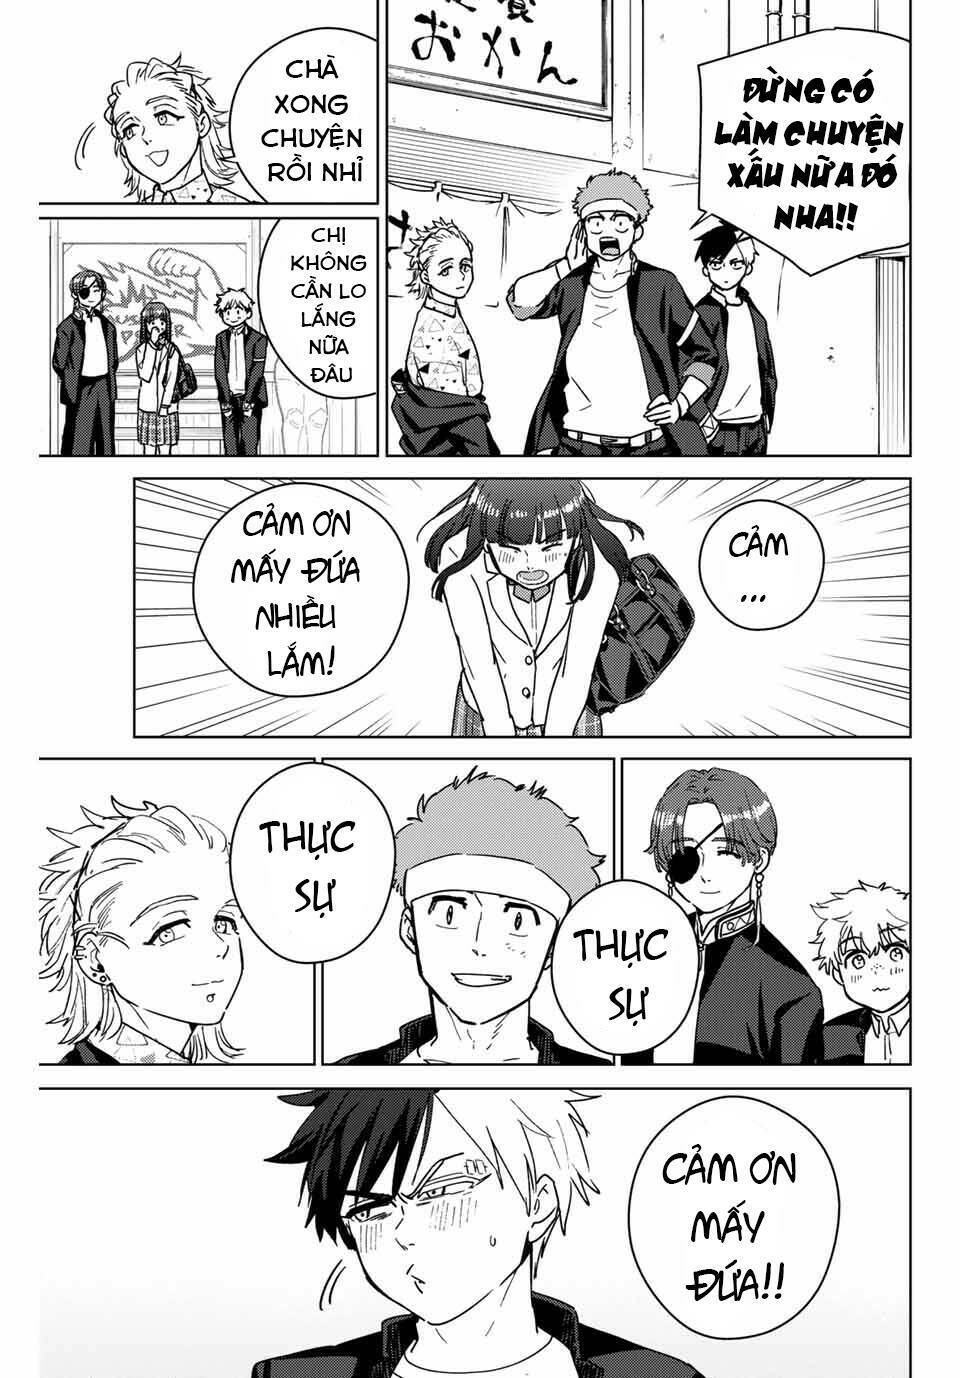 食
おかん
ĐỪNG CÓ
LÀM CHUYỆN
XẤU NỮA ĐÓ
NHA!!
CHÀ
XONG
CHUYỆN
RỒI NHỈ
CHỊ
KHÔNG
CẦN LO
LẮNG
NỮA
ĐÂU
CẢM
...
CẢM ƠN
MẤY ĐỨA
NHIỀU
LẮM!
THỰC
SỰ
THỰC
SỰ
CẢM ƠN
MẤY
ĐỨA!!